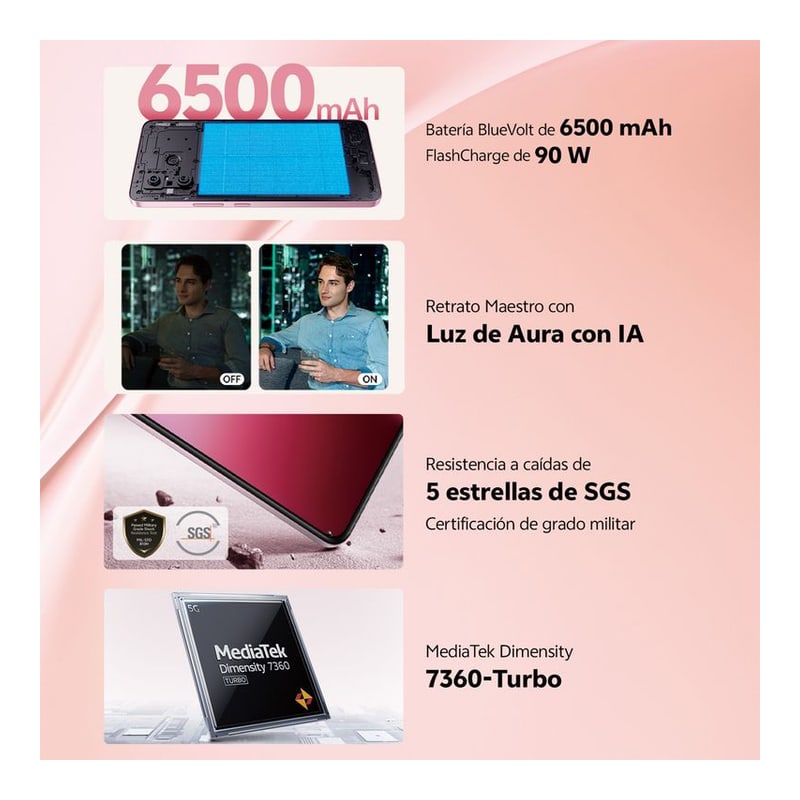 6500 mAh
Batería BlueVolt de 6500 mAh
FlashCharge de 90 W
OFF
ON
Retrato Maestro con
Luz de Aura con IA
SGS
Resistencia a caídas de
5 estrellas de SGS
Certificación de grado militar
5G
MediaTek
Dimensity 7360
TURBO
MediaTek Dimensity
7360-Turbo